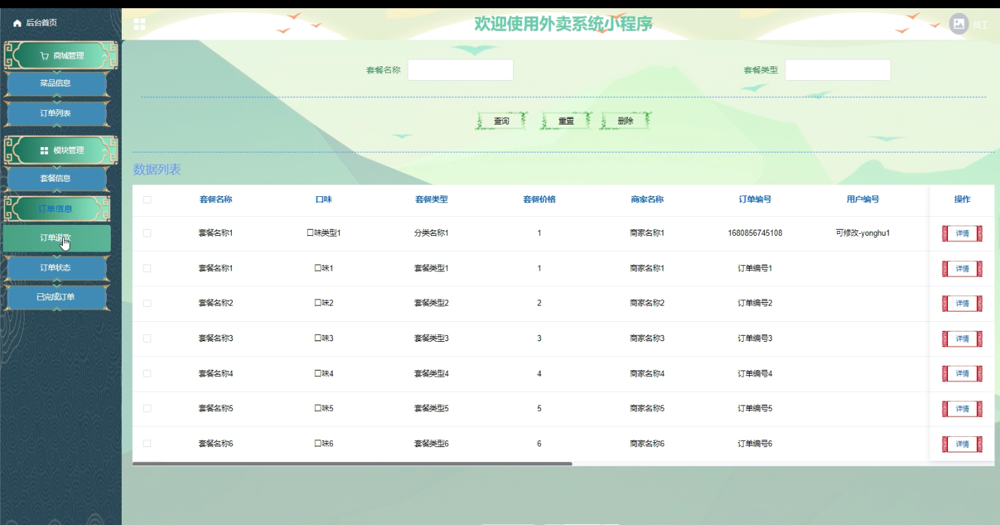 后台首页
欢迎使用外卖系统小程序
员工
商城管理
菜品信息
订单列表
模块管理
套餐信息
订单信息
订单退款
订单状态
已完成订单
套餐名称
套餐类型
查询 重置 删除
数据列表
套餐名称 口味 套餐类型 套餐价格 商家名称 订单编号 用户编号 操作
套餐名称1 口味类型1 分类名称1 1 商家名称1 1680856745108 可修改-yonghu1 详情
套餐名称1 口味1 套餐类型1 1 商家名称1 订单编号1 详情
套餐名称2 口味2 套餐类型2 2 商家名称2 订单编号2 详情
套餐名称3 口味3 套餐类型3 3 商家名称3 订单编号3 详情
套餐名称4 口味4 套餐类型4 4 商家名称4 订单编号4 详情
套餐名称5 口味5 套餐类型5 5 商家名称5 订单编号5 详情
套餐名称6 口味6 套餐类型6 6 商家名称6 订单编号6 详情